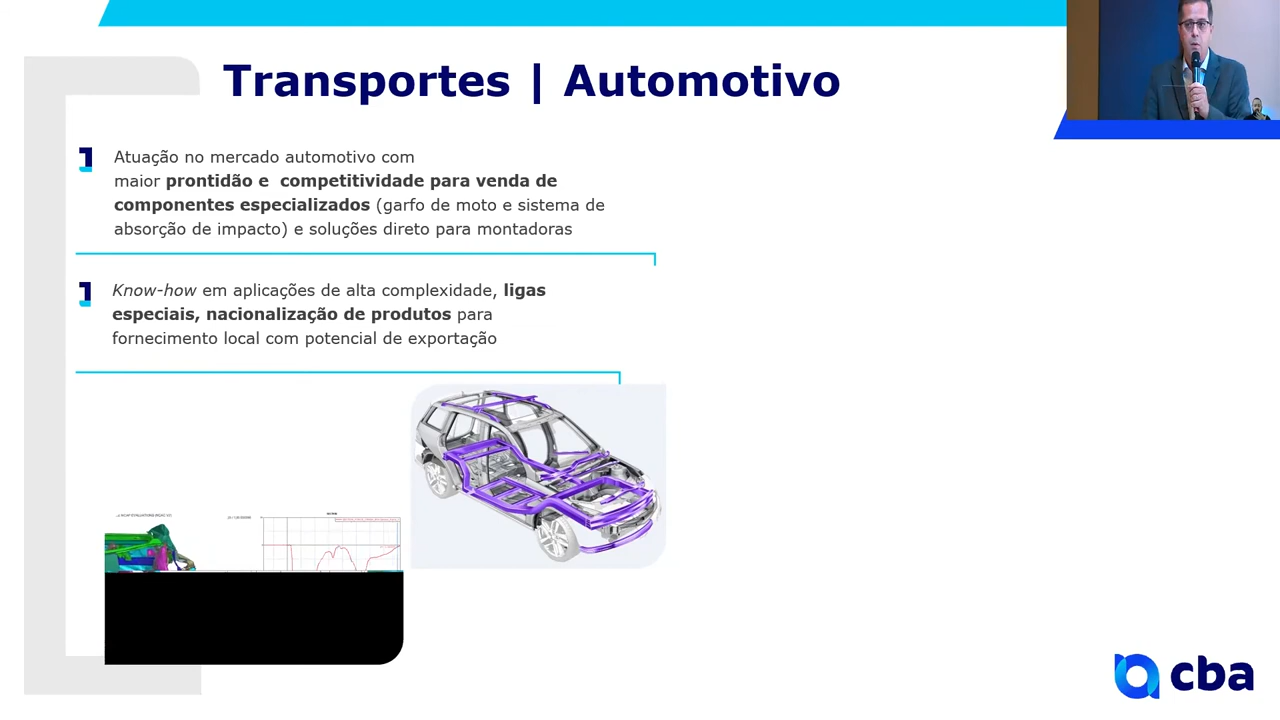 Transportes | Automotivo
Atuação no mercado automotivo com
maior prontidão e  competitividade para venda de
componentes especializados (garfo de moto e sistema de
absorção de impacto) e soluções direto para montadoras
Know-how em aplicações de alta complexidade, ligas
especiais, nacionalização de produtos para
fornecimento local com potencial de exportação
cba